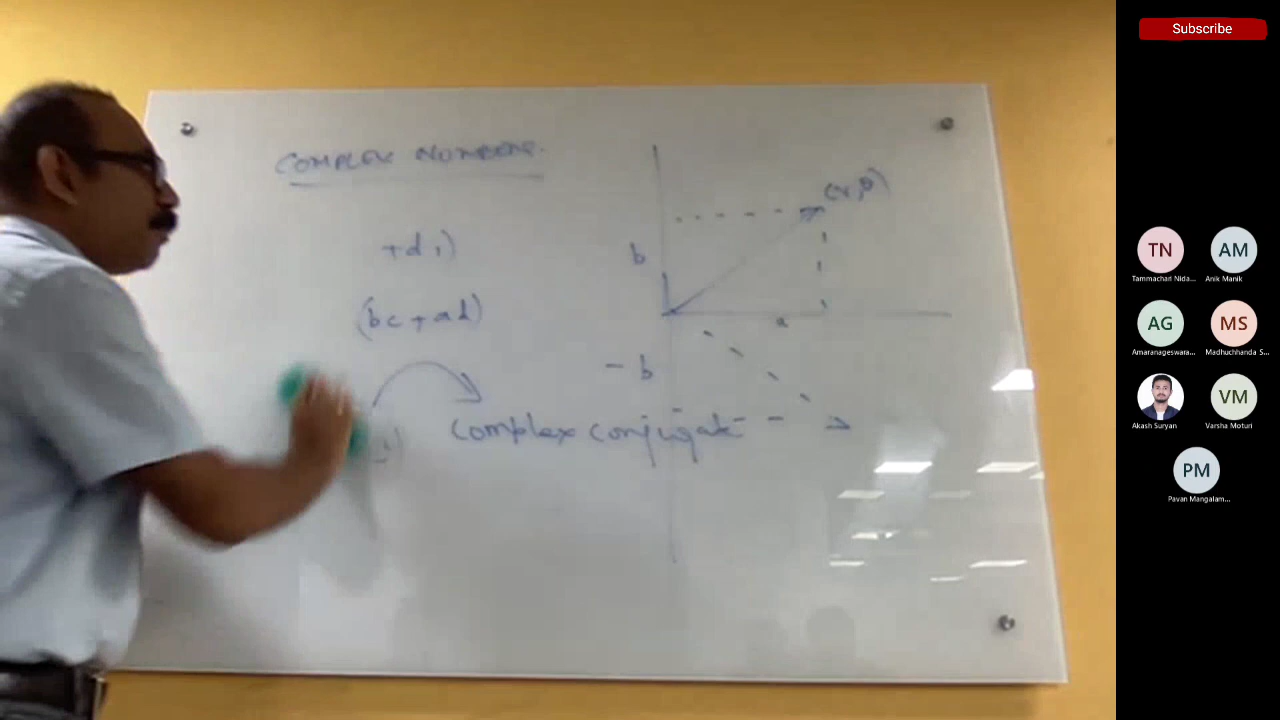 Subscribe
COMPLEX NUMBERS.
(r,θ)
+di)
b
(bc+ad)
a
-b
complex conjugate
TN
AM
Tammachari Nida...
Anik Manik
AG
MS
Amaranageswara...
Madhuchhanda S...
VM
Akash Suryan
Varsha Moturi
PM
Pavan Mangalam...